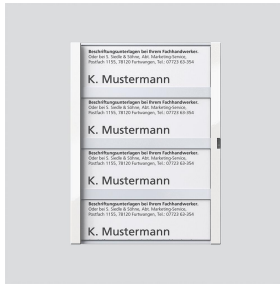 Beschriftungsunterlagen bei Ihrem Fachhandwerker.
Oder bei S. Siedle & Söhne, Abt. Marketing-Service,
Postfach 1155, 78120 Furtwangen, Tel.: 07723 63-354
K. Mustermann
Beschriftungsunterlagen bei Ihrem Fachhandwerker.
Oder bei S. Siedle & Söhne, Abt. Marketing-Service,
Postfach 1155, 78120 Furtwangen, Tel.: 07723 63-354
K. Mustermann
Beschriftungsunterlagen bei Ihrem Fachhandwerker.
Oder bei S. Siedle & Söhne, Abt. Marketing-Service,
Postfach 1155, 78120 Furtwangen, Tel.: 07723 63-354
K. Mustermann
Beschriftungsunterlagen bei Ihrem Fachhandwerker.
Oder bei S. Siedle & Söhne, Abt. Marketing-Service,
Postfach 1155, 78120 Furtwangen, Tel.: 07723 63-354
K. Mustermann